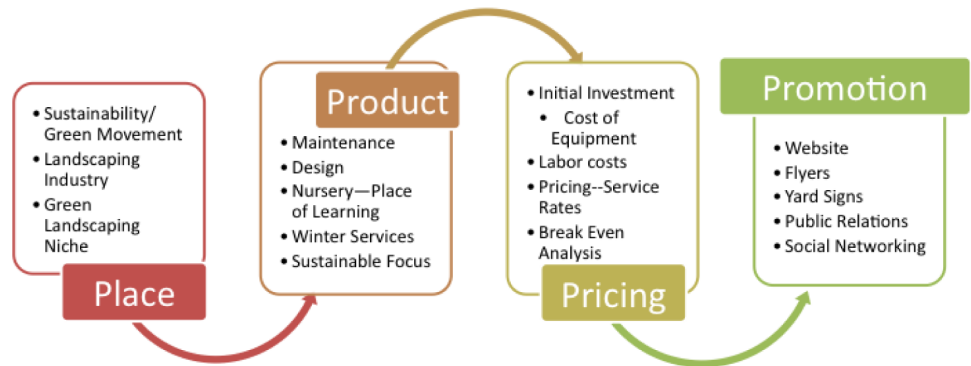 • Sustainability/
Green Movement
• Landscaping
Industry
• Green
Landscaping
Niche
Place
Product
• Maintenance
• Design
• Nursery—Place
of Learning
• Winter Services
• Sustainable Focus
• Initial Investment
• Cost of
Equipment
• Labor costs
• Pricing--Service
Rates
• Break Even
Analysis
Pricing
Promotion
• Website
• Flyers
• Yard Signs
• Public Relations
• Social Networking